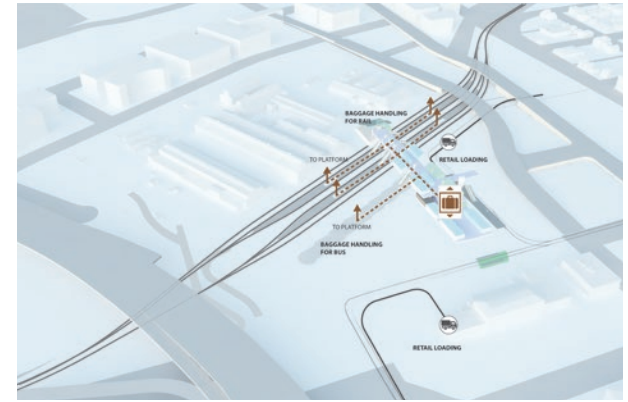 BAGGAGE HANDLING
FOR RAIL
TO PLATFORM
RETAIL LOADING
TO PLATFORM
BAGGAGE HANDLING
FOR BUS
RETAIL LOADING